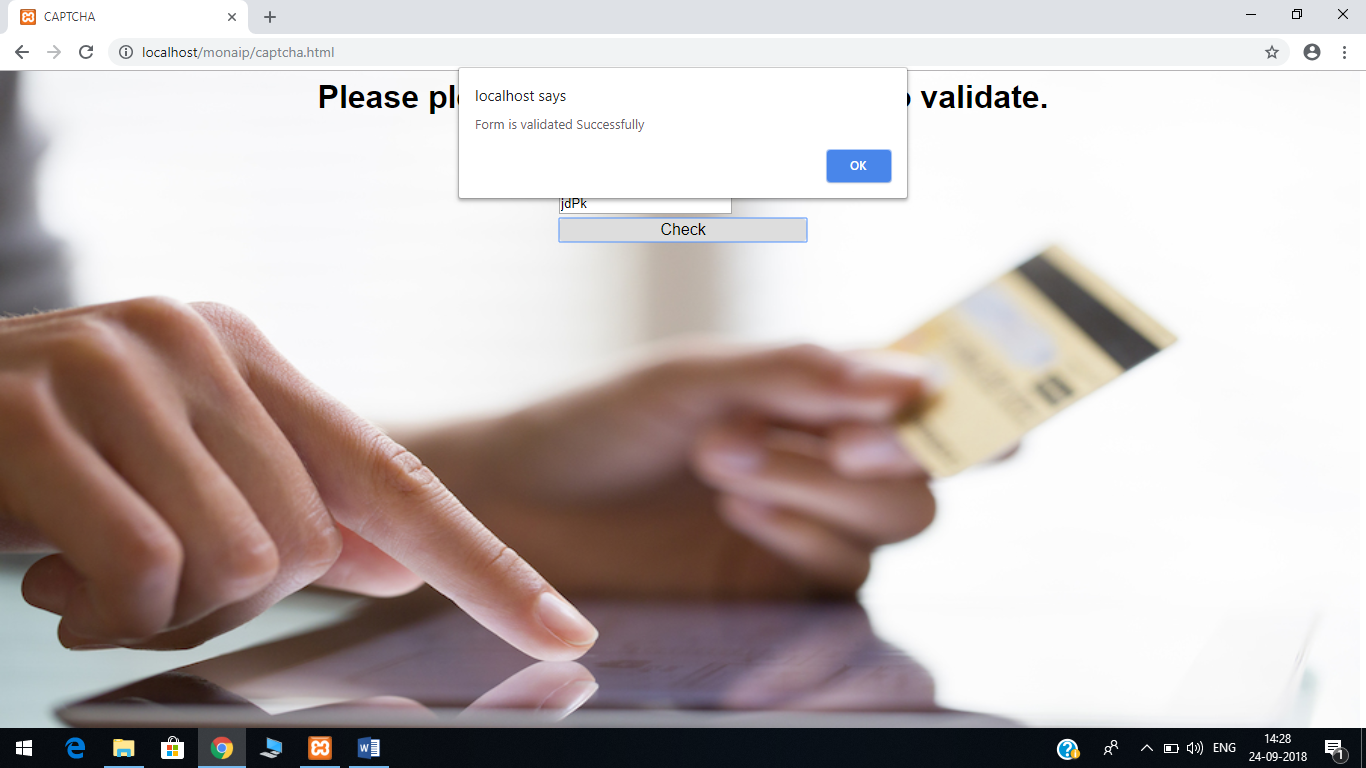 CAPTCHA
localhost/monaip/captcha.html
Please validate.
localhost says
Form is validated Successfully
OK
jdPk
Check
ENG
14:28
24-09-2018
1